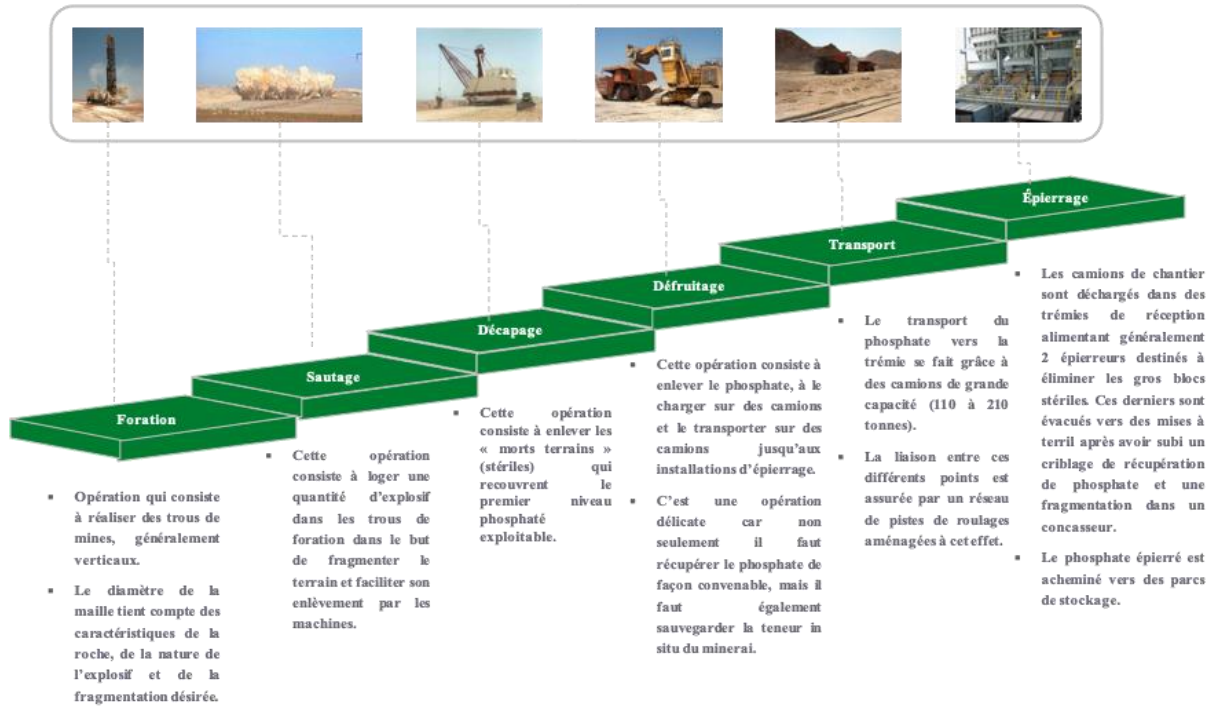 Foration
Sautage
Décapage
Défruitage
Transport
Épierrage
▪ Opération qui consiste
à réaliser des trous de
mines, généralement
verticaux.
▪ Le diamètre de la
maille tient compte des
caractéristiques de la
roche, de la nature de
l’explosif et de la
fragmentation désirée.
▪ Cette opération
consiste à loger une
quantité d’explosif
dans les trous de
foration dans le but
de fragmenter le
terrain et faciliter son
enlèvement par les
machines.
▪ Cette opération
consiste à enlever les
« morts terrains »
(stériles) qui
recouvrent le
premier niveau
phosphaté
exploitable.
▪ Cette opération consiste à
enlever le phosphate, à le
charger sur des camions
et le transporter sur des
camions jusqu’aux
installations d’épierrage.
▪ C’est une opération
délicate car non
seulement il faut
récupérer le phosphate de
façon convenable, mais il
faut également
sauvegarder la teneur in
situ du minerai.
▪ Le transport du
phosphate vers la
trémie se fait grâce à
des camions de grande
capacité (110 à 210
tonnes).
▪ La liaison entre ces
différents points est
assurée par un réseau
de pistes de roulages
aménagées à cet effet.
▪ Les camions de chantier
sont déchargés dans des
trémies de réception
alimentant généralement
2 épierreurs destinés à
éliminer les gros blocs
stériles. Ces derniers sont
évacués vers des mises à
terril après avoir subi un
criblage de récupération
de phosphate et une
fragmentation dans un
concasseur.
▪ Le phosphate épierré est
acheminé vers des parcs
de stockage.